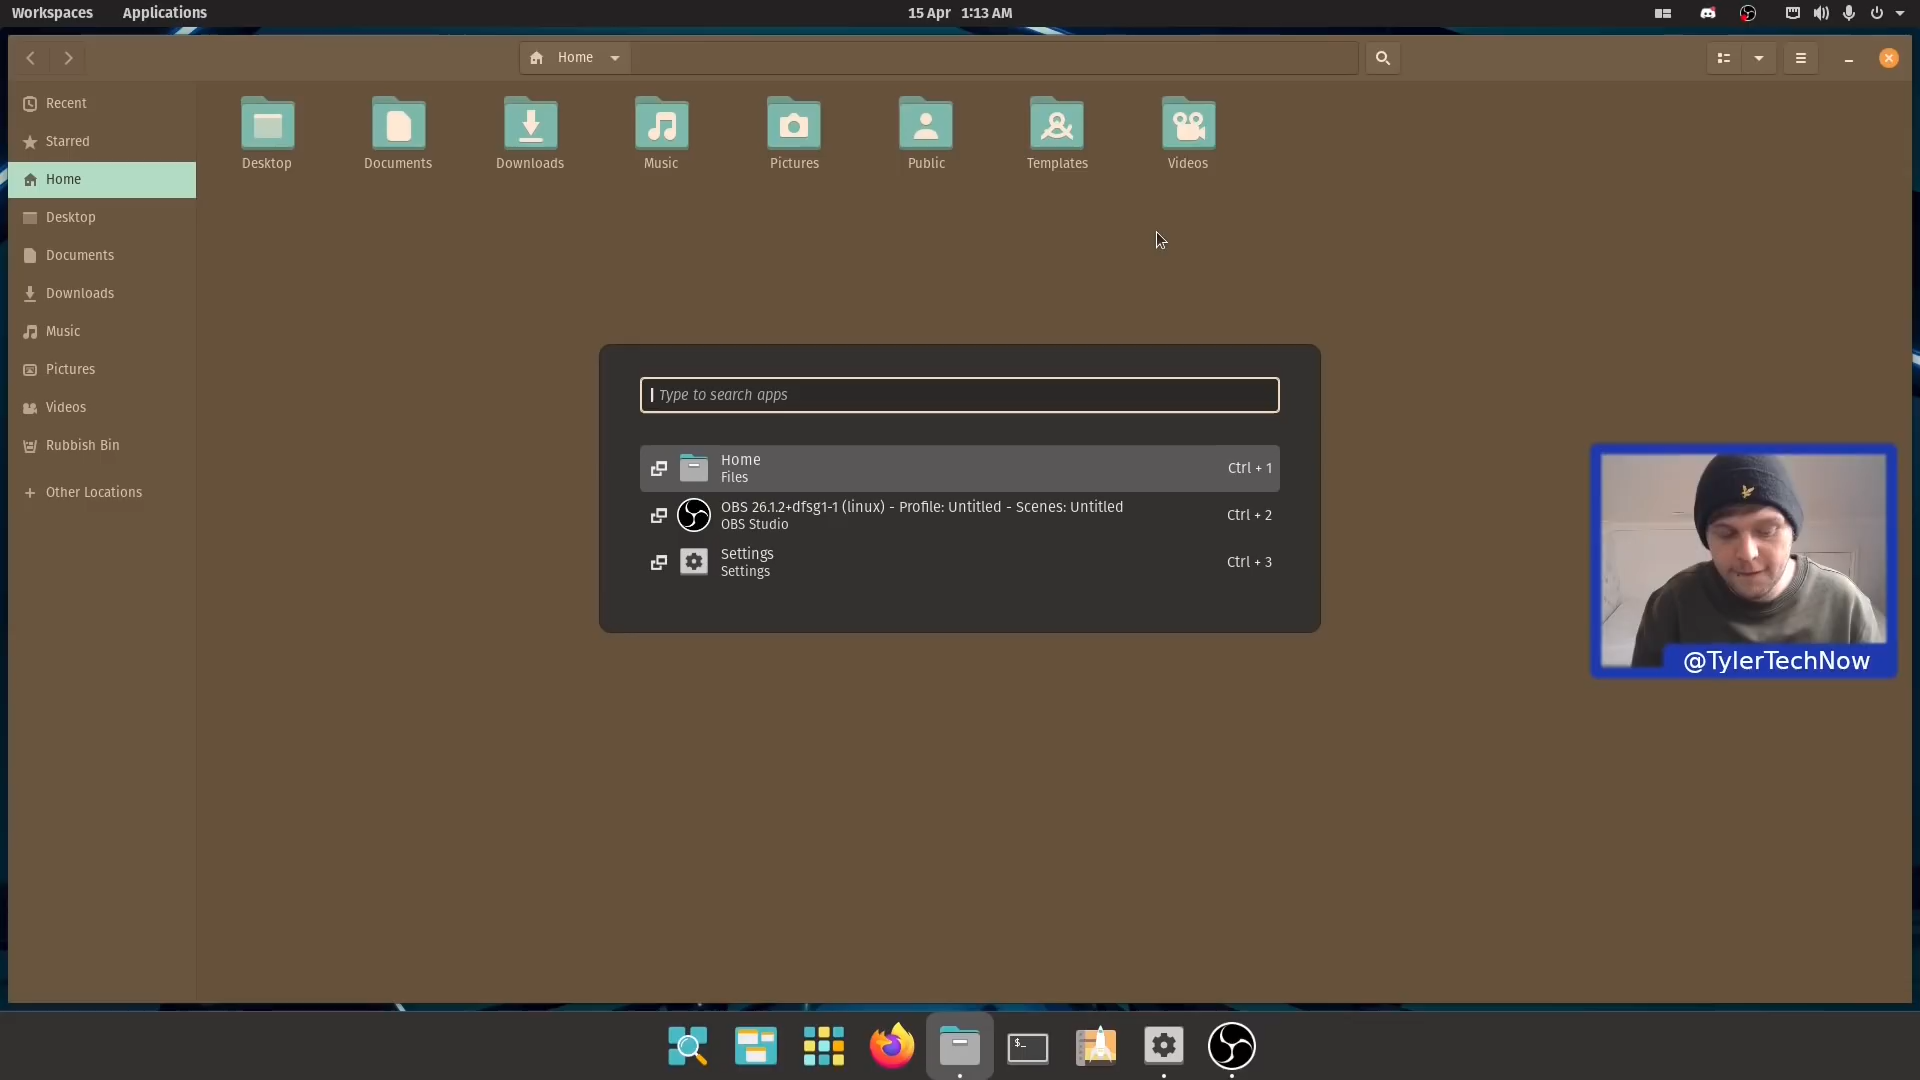 Workspaces
Applications
15 Apr 1:13 AM
Home
Recent
Starred
Home
Desktop
Documents
Downloads
Music
Pictures
Videos
Rubbish Bin
Other Locations
Desktop
Documents
Downloads
Music
Pictures
Public
Templates
Videos
Type to search apps
Home
Files
Ctrl + 1
OBS 26.1.2+dfsg1-1 (linux) - Profile: Untitled - Scenes: Untitled
OBS Studio
Ctrl + 2
Settings
Settings
Ctrl + 3
@TylerTechNow
$_